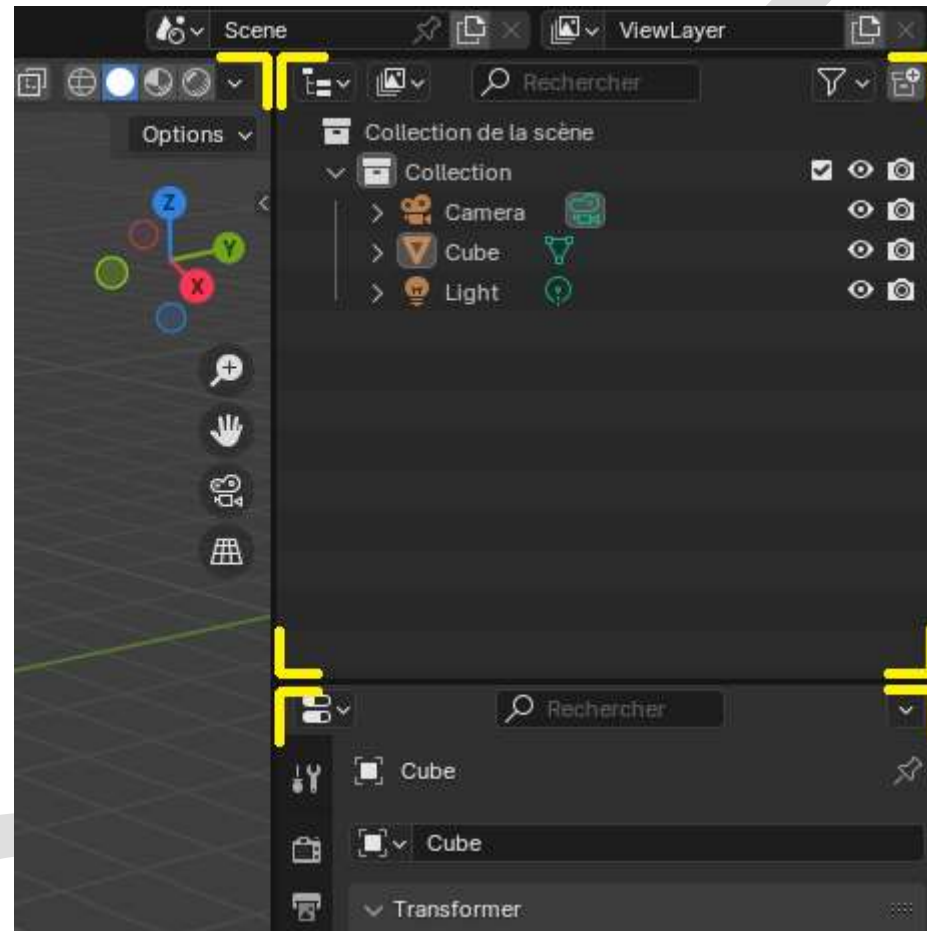 Scene ViewLayer
Rechercher
Options
Collection de la scène
Collection
Z
Camera
Y
Cube
X
Light
Rechercher
Cube
Cube
Transformer